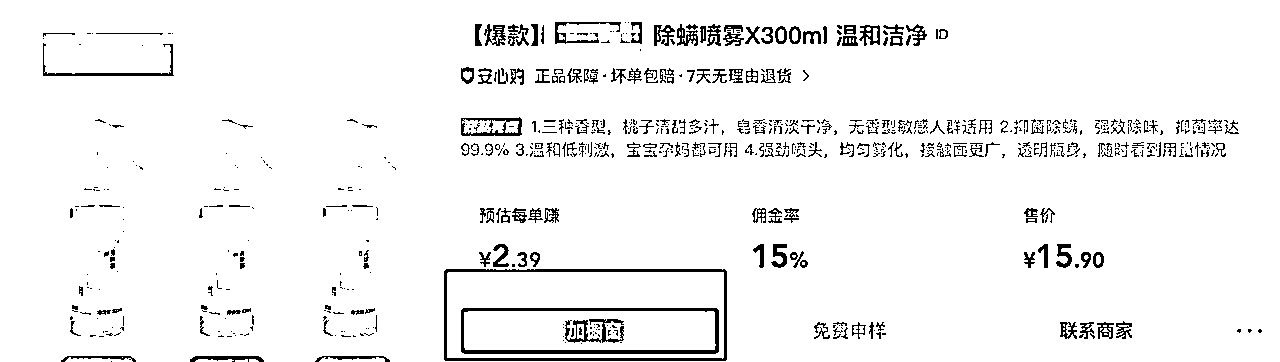 【爆款】 除螨喷雾X300ml 温和洁净 ID
安心购 正品保障·坏单包赔·7天无理由退货 >
1.三种香型，桃子清甜多汁，皂香清淡干净，无香型敏感人群适用 2.抑菌除螨，强效除味，抑菌率达
99.9% 3.温和低刺激，宝宝孕妈都可用 4.强劲喷头，均匀雾化，接触面更广，透明瓶身，随时看到用量情况
预估每单赚 佣金率 售价
¥2.39 15% ¥15.90
加橱窗 免费申样 联系商家 ···